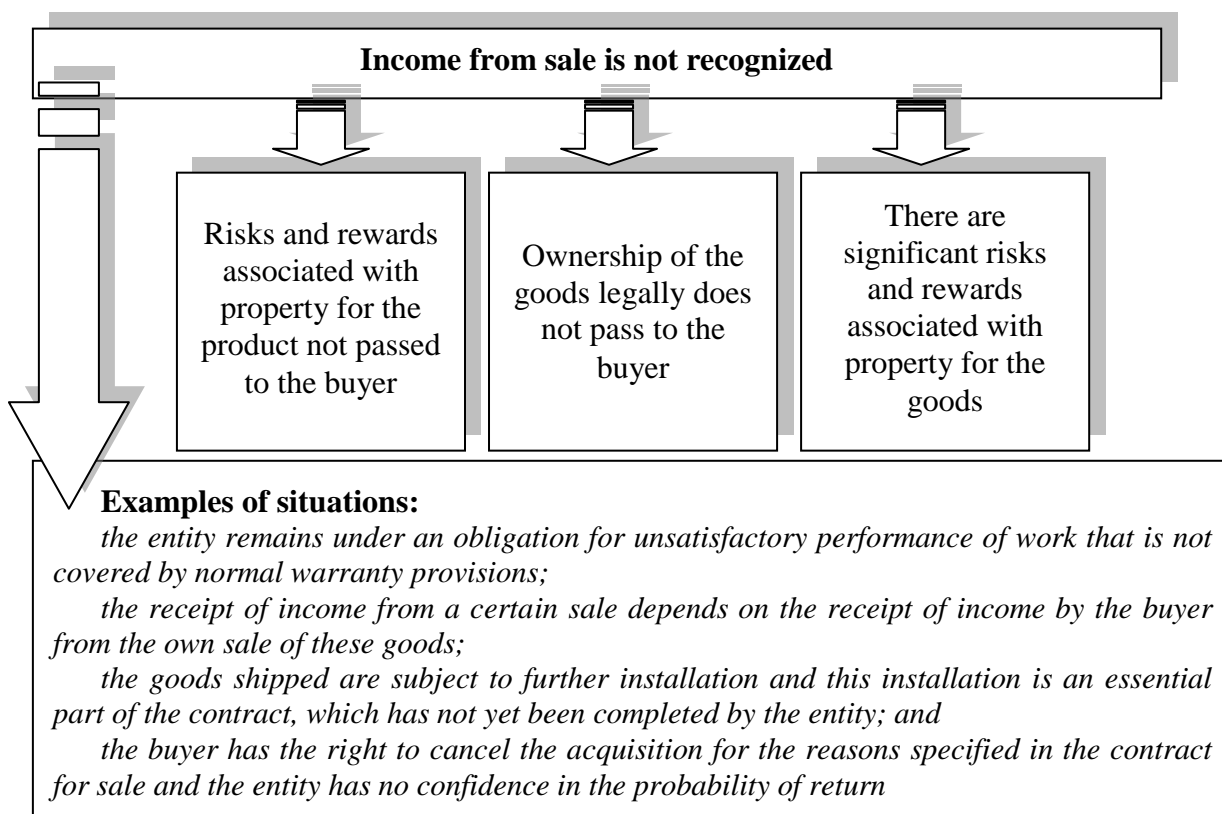 Income from sale is not recognized
Risks and rewards
associated with
property for the
product not passed
to the buyer
Ownership of the
goods legally does
not pass to the
buyer
There are
significant risks
and rewards
associated with
property for the
goods
Examples of situations:
the entity remains under an obligation for unsatisfactory performance of work that is not
covered by normal warranty provisions;
the receipt of income from a certain sale depends on the receipt of income by the buyer
from the own sale of these goods;
the goods shipped are subject to further installation and this installation is an essential
part of the contract, which has not yet been completed by the entity; and
the buyer has the right to cancel the acquisition for the reasons specified in the contract
for sale and the entity has no confidence in the probability of return